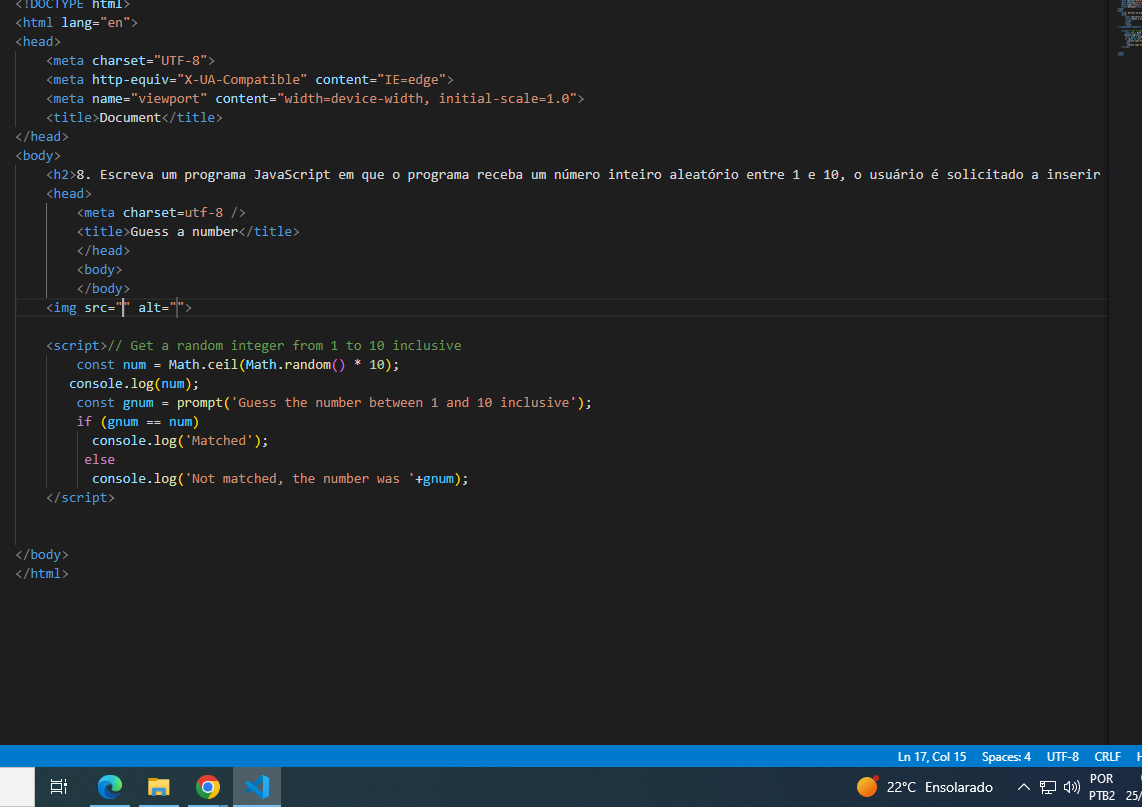 <!DOCTYPE html>
<html lang="en">
<head>
    <meta charset="UTF-8">
    <meta http-equiv="X-UA-Compatible" content="IE=edge">
    <meta name="viewport" content="width=device-width, initial-scale=1.0">
    <title>Document</title>
</head>
<body>
    <h2>8. Escreva um programa JavaScript em que o programa receba um número inteiro aleatório entre 1 e 10, o usuário é solicitado a inserir
    <head>
        <meta charset=utf-8 />
        <title>Guess a number</title>
        </head>
        <body>
        </body>
    <img src="" alt="">
    <script>// Get a random integer from 1 to 10 inclusive
        const num = Math.ceil(Math.random() * 10);
       console.log(num);
        const gnum = prompt('Guess the number between 1 and 10 inclusive');
        if (gnum == num)
          console.log('Matched');
         else
          console.log('Not matched, the number was '+gnum);
    </script>
</body>
</html>
Ln 17, Col 15 Spaces: 4 UTF-8 CRLF
22°C Ensolarado POR
PTB2 25/